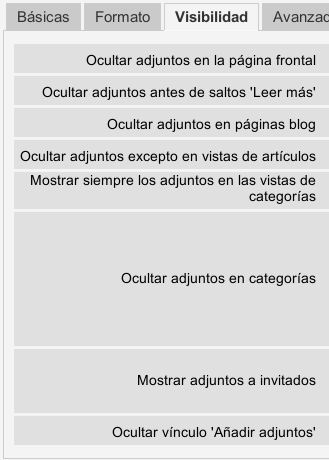 Básicas Formato Visibilidad Avanzad
Ocultar adjuntos en la página frontal
Ocultar adjuntos antes de saltos 'Leer más'
Ocultar adjuntos en páginas blog
Ocultar adjuntos excepto en vistas de artículos
Mostrar siempre los adjuntos en las vistas de
categorías
Ocultar adjuntos en categorías
Mostrar adjuntos a invitados
Ocultar vínculo 'Añadir adjuntos'